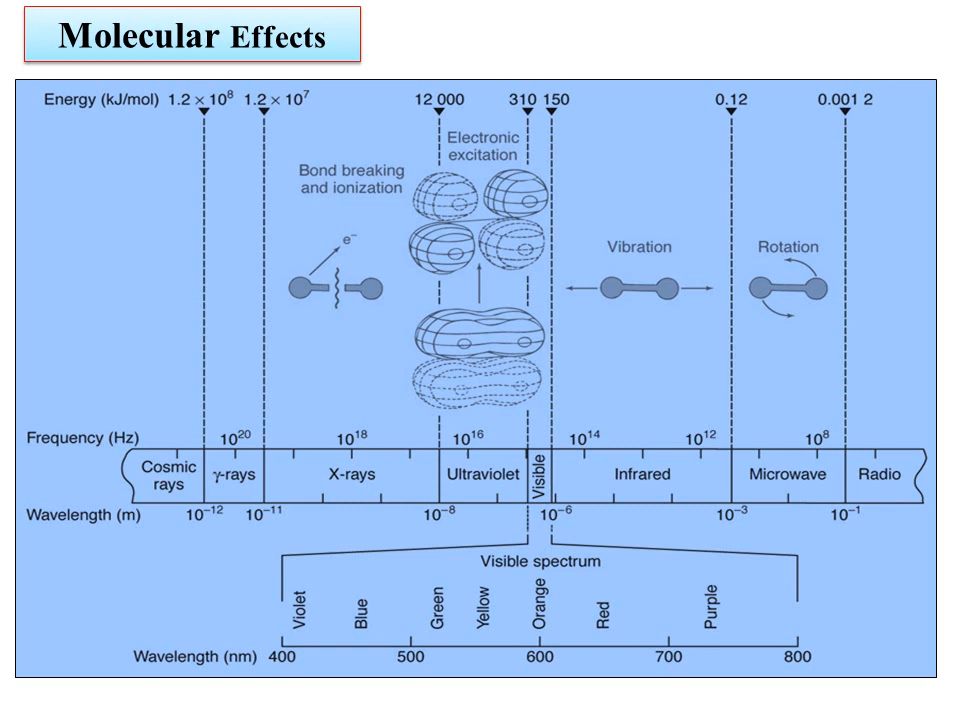 Molecular Effects
Energy (kJ/mol) 1.2 × 10⁸ 1.2 × 10⁷ 12 000 310 150 0.12 0.001 2
Electronic
excitation
Bond breaking
and ionization
e⁻
Vibration
Rotation
Frequency (Hz) 10²⁰ 10¹⁸ 10¹⁶ 10¹⁴ 10¹² 10⁸
Cosmic
rays
γ-rays
X-rays
Ultraviolet
Visible
Infrared
Microwave
Radio
Wavelength (m) 10⁻¹² 10⁻¹¹ 10⁻⁸ 10⁻⁶ 10⁻³ 10⁻¹
Visible spectrum
Violet
Blue
Green
Yellow
Orange
Red
Purple
Wavelength (nm) 400 500 600 700 800